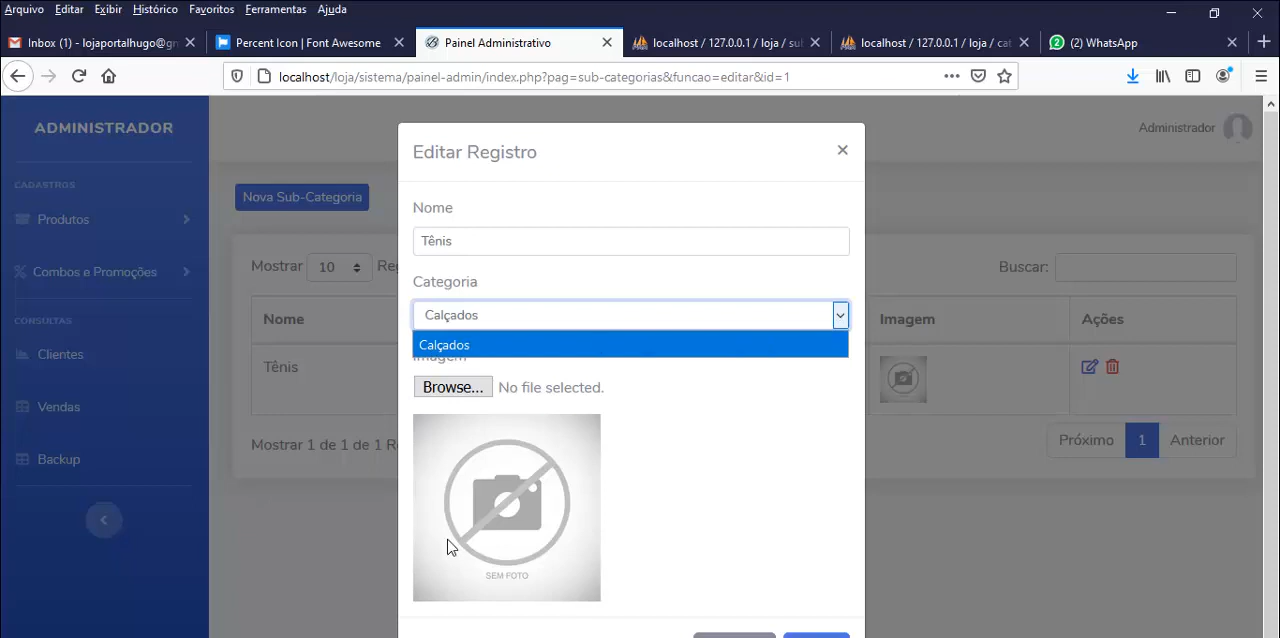 Arquivo Editar Exibir Histórico Favoritos Ferramentas Ajuda
Inbox (1) - lojaportalhugo@gm
Percent Icon | Font Awesome
Painel Administrativo
localhost / 127.0.0.1 / loja / sul
localhost / 127.0.0.1 / loja / cat
(2) WhatsApp
localhost/loja/sistema/painel-admin/index.php?pag=sub-categorias&funcao=editar&id=1
ADMINISTRADOR
CADASTROS
Produtos
Combos e Promoções
CONSULTAS
Clientes
Vendas
Backup
Administrador
Nova Sub-Categoria
Mostrar 10 Reg
Buscar:
Nome Imagem Ações
Tênis
Mostrar 1 de 1 de 1 R
Próximo 1 Anterior
Editar Registro
Nome
Tênis
Categoria
Calçados
Calçados
Imagem
Browse... No file selected.
SEM FOTO